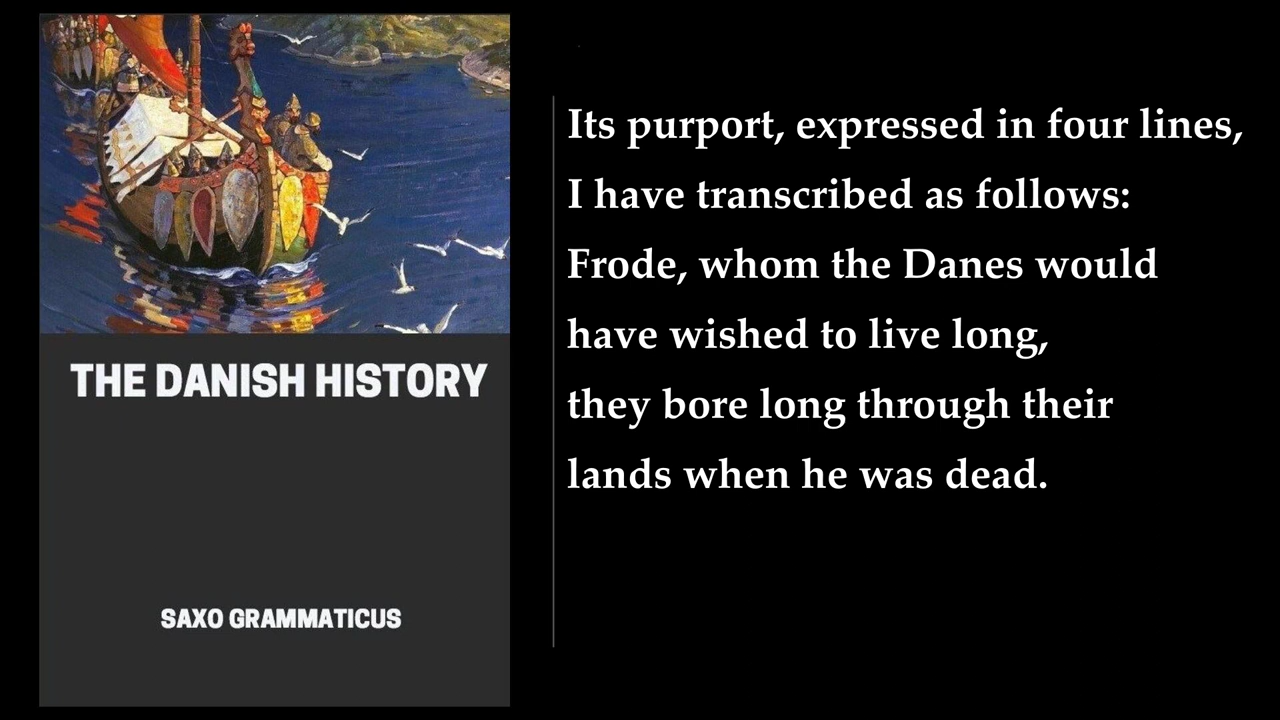 THE DANISH HISTORY
SAXO GRAMMATICUS
Its purport, expressed in four lines,
I have transcribed as follows:
Frode, whom the Danes would
have wished to live long,
they bore long through their
lands when he was dead.